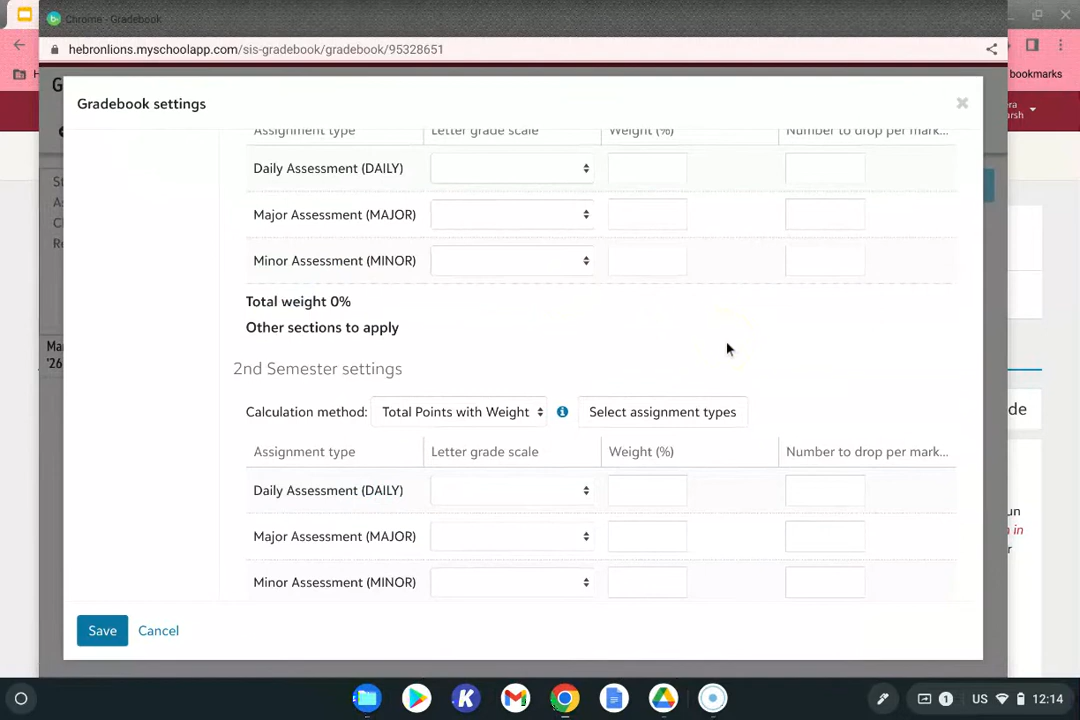 Chrome - Gradebook
hebronlions.myschoolapp.com/sis-gradebook/gradebook/95328651
bookmarks
Gradebook settings
Assignment type Letter grade scale Weight (%) Number to drop per mark...
Daily Assessment (DAILY)
Major Assessment (MAJOR)
Minor Assessment (MINOR)
Total weight 0%
Other sections to apply
2nd Semester settings
Calculation method: Total Points with Weight Select assignment types
Assignment type Letter grade scale Weight (%) Number to drop per mark...
Daily Assessment (DAILY)
Major Assessment (MAJOR)
Minor Assessment (MINOR)
Save Cancel
1 US 12:14